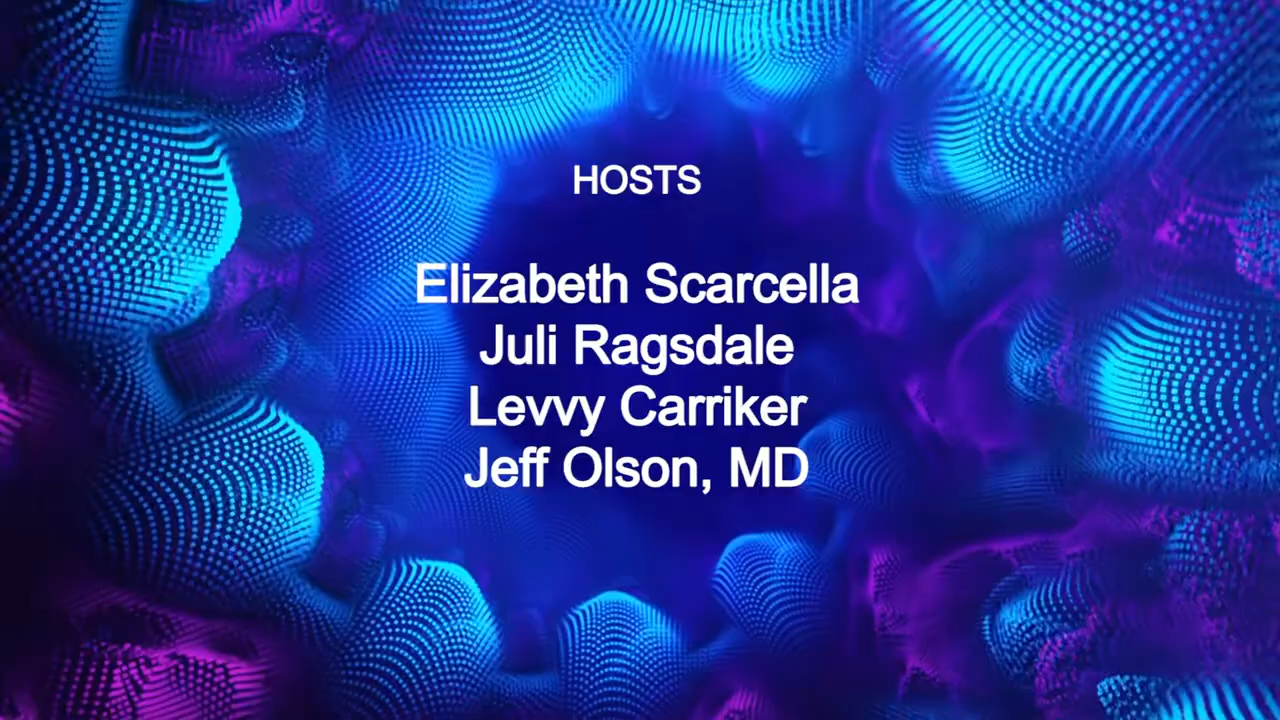 HOSTS
Elizabeth Scarcella
Juli Ragsdale
Levvy Carriker
Jeff Olson, MD